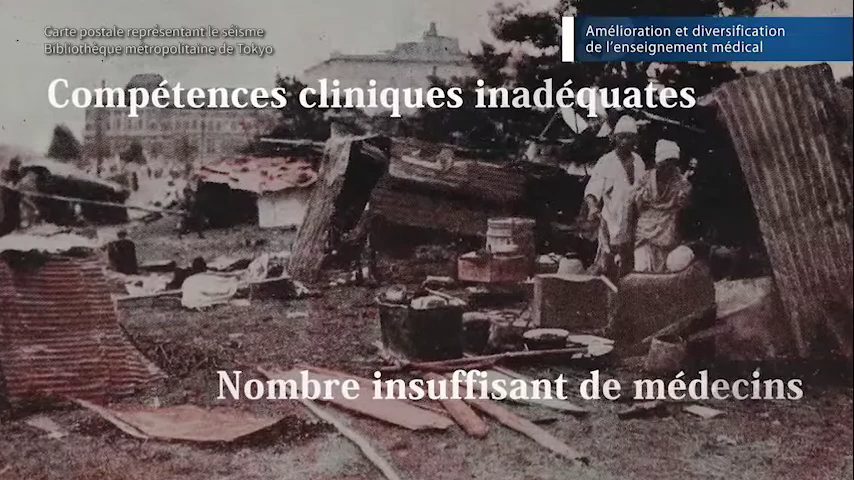 Carte postale représentant le séisme
Bibliothèque métropolitaine de Tokyo
Amélioration et diversification
de l'enseignement médical
Compétences cliniques inadéquates
Nombre insuffisant de médecins